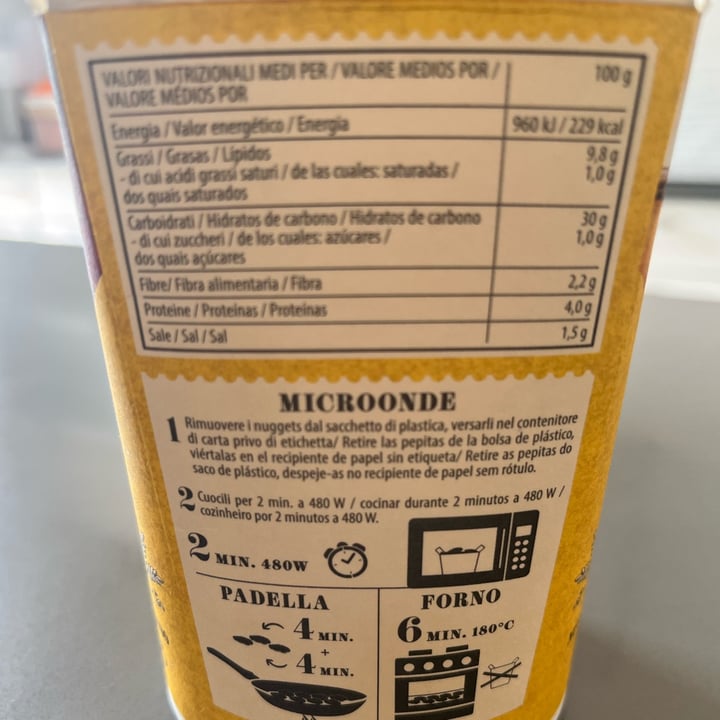 VALORI NUTRIZIONALI MEDI PER / VALORE MEDIOS POR /
VALORE MÉDIOS POR
100 g
Energia / Valor energético / Energia
960 kJ / 229 kcal
Grassi / Grasas / Lípidos
9,8 g
- di cui acidi grassi saturi / de las cuales: saturadas /
1,0 g
dos quais saturados
Carboidrati / Hidratos de carbono / Hidratos de carbono
30 g
- di cui zuccheri / de los cuales: azúcares /
1,0 g
dos quais açúcares
Fibre/ Fibra alimentaria / Fibra
2,2 g
Proteine / Proteinas / Proteinas
4,0 g
Sale / Sal / Sal
1,5 g
MICROONDE
1 Rimuovere i nuggets dal sacchetto di plastica, versarli nel contenitore
di carta privo di etichetta/ Retire las pepitas de la bolsa de plástico,
viértalas en el recipiente de papel sin etiqueta/ Retire as pepitas do
saco de plástico, despeje-as no recipiente de papel sem rótulo.
2 Cuocili per 2 min. a 480 W / cocinar durante 2 minutos a 480 W /
cozinheiro por 2 minutos a 480 W.
2 MIN. 480W
PADELLA
4 MIN.
+
4 MIN.
FORNO
6 MIN. 180°C